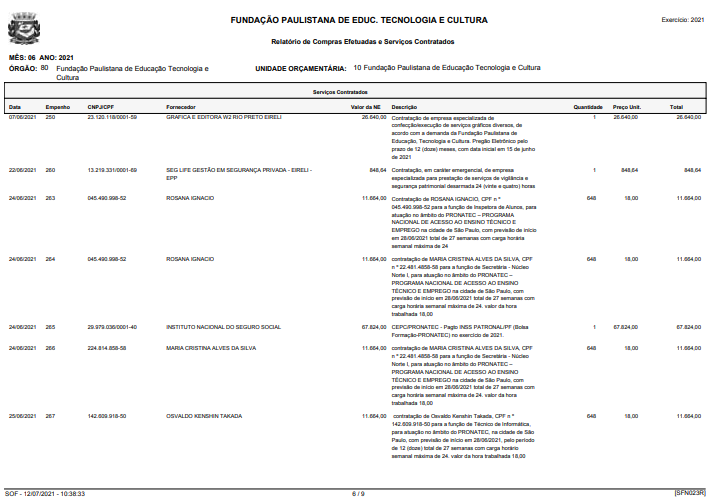 FUNDAÇÃO PAULISTANA DE EDUC. TECNOLOGIA E CULTURA
Exercício: 2021
Relatório de Compras Efetuadas e Serviços Contratados
MÊS: 06 ANO: 2021
ÓRGÃO: 80 Fundação Paulistana de Educação Tecnologia e Cultura
UNIDADE ORÇAMENTÁRIA: 10 Fundação Paulistana de Educação Tecnologia e Cultura
Serviços Contratados
Data Empenho CNPJ/CPF Fornecedor Valor da NE Descrição Quantidade Preço Unit. Total
07/06/2021 250 23.120.118/0001-59 GRAFICA E EDITORA W2 RIO PRETO EIRELI 26.640,00 Contratação de empresa especializada de 1 26.640,00 26.640,00
confecção/execução de serviços gráficos diversos, de
acordo com a demanda da Fundação Paulistana de
Educação, Tecnologia e Cultura. Pregão Eletrônico pelo
prazo de 12 (doze) meses, com data inicial em 15 de junho
de 2021
22/06/2021 260 13.219.331/0001-69 SEG LIFE GESTÃO EM SEGURANÇA PRIVADA - EIRELI - 848,64 Contratação, em caráter emergencial, de empresa 1 848,64 848,64
EPP especializada para prestação de serviços de vigilância e
segurança patrimonial desarmada 24 (vinte e quatro) horas
24/06/2021 263 045.490.998-52 ROSANA IGNACIO 11.664,00 Contratação de ROSANA IGNACIO, CPF n º 648 18,00 11.664,00
045.490.998-52 para a função de Inspetora de Alunos, para
atuação no âmbito do PRONATEC – PROGRAMA
NACIONAL DE ACESSO AO ENSINO TÉCNICO E
EMPREGO na cidade de São Paulo, com previsão de início
em 28/06/2021 total de 27 semanas com carga horária
semanal máxima de 24
24/06/2021 264 045.490.998-52 ROSANA IGNACIO 11.664,00 contratação de MARIA CRISTINA ALVES DA SILVA, CPF 648 18,00 11.664,00
n º 22.481.4858-58 para a função de Secretária - Núcleo
Norte I, para atuação no âmbito do PRONATEC –
PROGRAMA NACIONAL DE ACESSO AO ENSINO
TÉCNICO E EMPREGO na cidade de São Paulo, com
previsão de início em 28/06/2021 total de 27 semanas com
carga horária semanal máxima de 24. valor da hora
trabalhada 18,00
24/06/2021 265 29.979.036/0001-40 INSTITUTO NACIONAL DO SEGURO SOCIAL 67.824,00 CEPC/PRONATEC - Pagto INSS PATRONAL/PF (Bolsa 1 67.824,00 67.824,00
Formação-PRONATEC) no exercício de 2021.
24/06/2021 266 224.814.858-58 MARIA CRISTINA ALVES DA SILVA 11.664,00 contratação de MARIA CRISTINA ALVES DA SILVA, CPF 648 18,00 11.664,00
n º 22.481.4858-58 para a função de Secretária - Núcleo
Norte I, para atuação no âmbito do PRONATEC –
PROGRAMA NACIONAL DE ACESSO AO ENSINO
TÉCNICO E EMPREGO na cidade de São Paulo, com
previsão de início em 28/06/2021 total de 27 semanas com
carga horária semanal máxima de 24. valor da hora
trabalhada 18,00
25/06/2021 267 142.609.918-50 OSVALDO KENSHIN TAKADA 11.664,00 contratação de Osvaldo Kenshin Takada, CPF n º 648 18,00 11.664,00
142.609.918-50 para a função de Técnico de Informática,
para atuação no âmbito do PRONATEC, na cidade de São
Paulo, com previsão de início em 28/06/2021, pelo período
de 12 (doze) total de 27 semanas com carga horária
semanal máxima de 24. valor da hora trabalhada 18,00
SOF - 12/07/2021 - 10:38:33 6 / 9 [SFN023R]